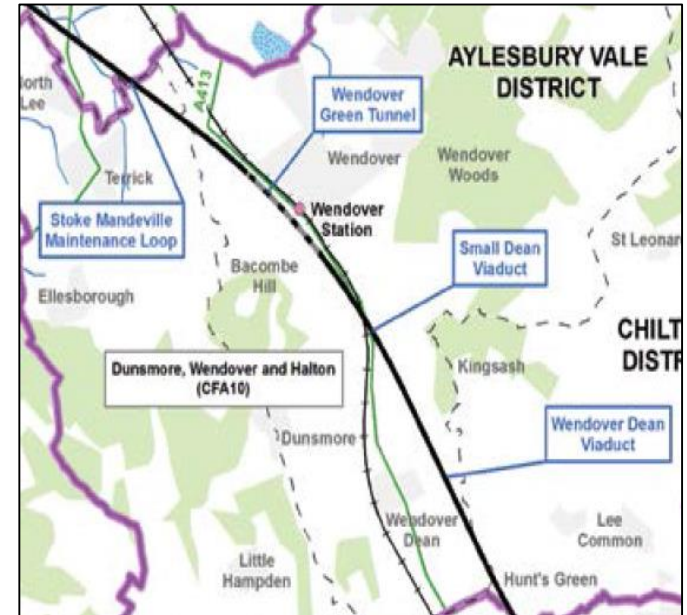 AYLESBURY VALE
DISTRICT
A413
Wendover
Green Tunnel
orth
Lee
Wendover
Wendover
Woods
Terrick
Stoke Mandeville
Maintenance Loop
Wendover
Station
Small Dean
Viaduct
St Leonar
Bacombe
Hill
Ellesborough
CHILT
DISTR
Dunsmore, Wendover and Halton
(CFA10)
Kingsash
Dunsmore
Wendover Dean
Viaduct
Wendover
Dean
Lee
Common
Little
Hampden
Hunt's Green